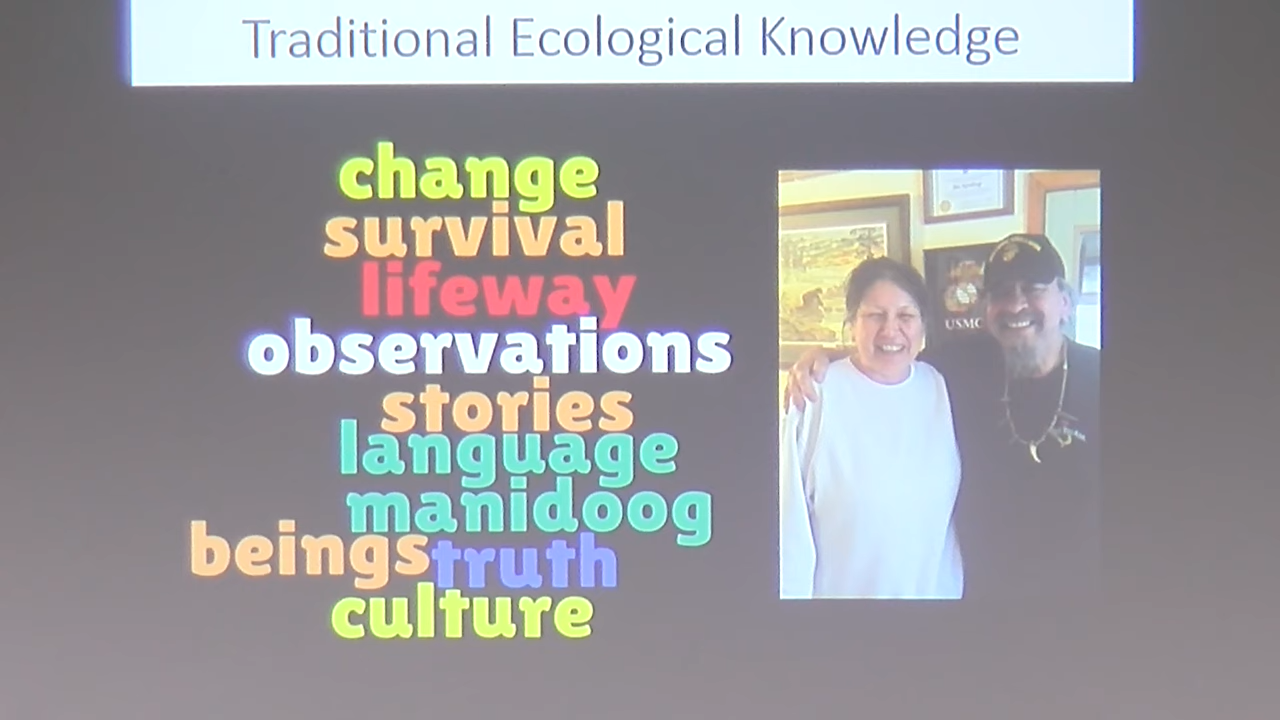 Traditional Ecological Knowledge
change
survival
lifeway
observations
stories
language
manidoog
beings truth
culture
USMC